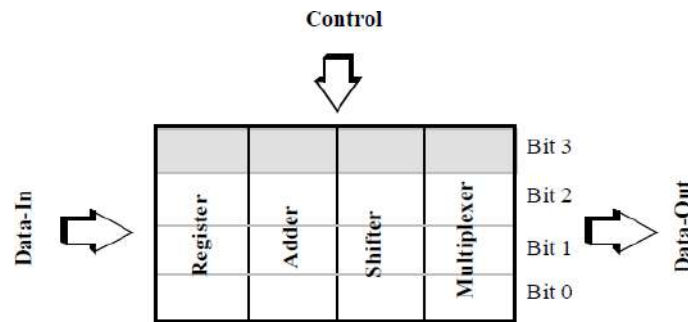 Control
Data-In
Register
Adder
Shifter
Multiplexer
Bit 3
Bit 2
Bit 1
Bit 0
Data-Out